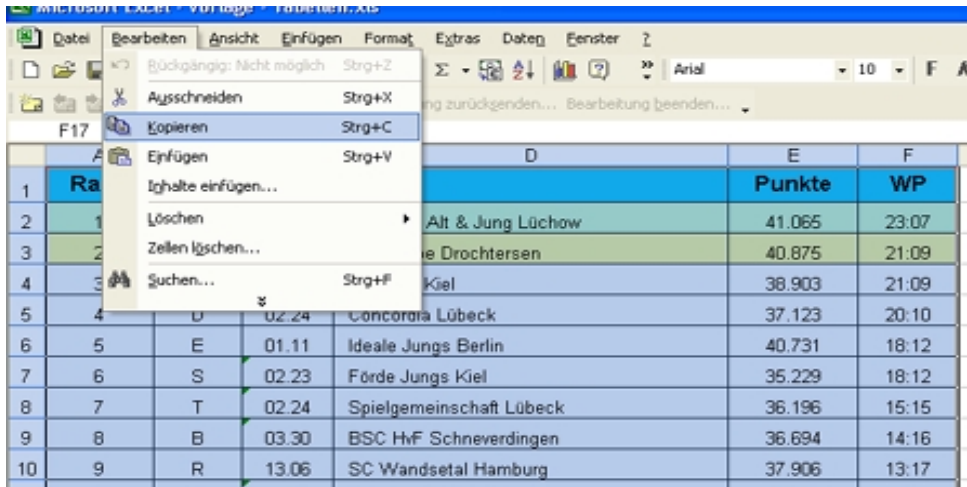 Microsoft Excel - Vorlage - Tabellen.xls
Datei Bearbeiten Ansicht Einfügen Format Extras Daten Fenster ?
Rückgängig: Nicht möglich Strg+Z Σ Arial 10 F
Ausschneiden Strg+X zurücksenden... Bearbeitung beenden...
F17 Kopieren Strg+C
Einfügen Strg+V D E F
Inhalte einfügen...
1 Punkte WP
2 1 Löschen Alt & Jung Lüchow 41.065 23:07
3 2 Zellen löschen... Drochtersen 40.875 21:09
4 3 Suchen... Strg+F Kiel 38.903 21:09
5 4 D 02.24 Concordia Lübeck 37.123 20:10
6 5 E 01.11 Ideale Jungs Berlin 40.731 18:12
7 6 S 02.23 Förde Jungs Kiel 35.229 18:12
8 7 T 02.24 Spielgemeinschaft Lübeck 36.196 15:15
9 8 B 03.30 BSC HvF Schneverdingen 36.694 14:16
10 9 R 13.06 SC Wandsetal Hamburg 37.906 13:17